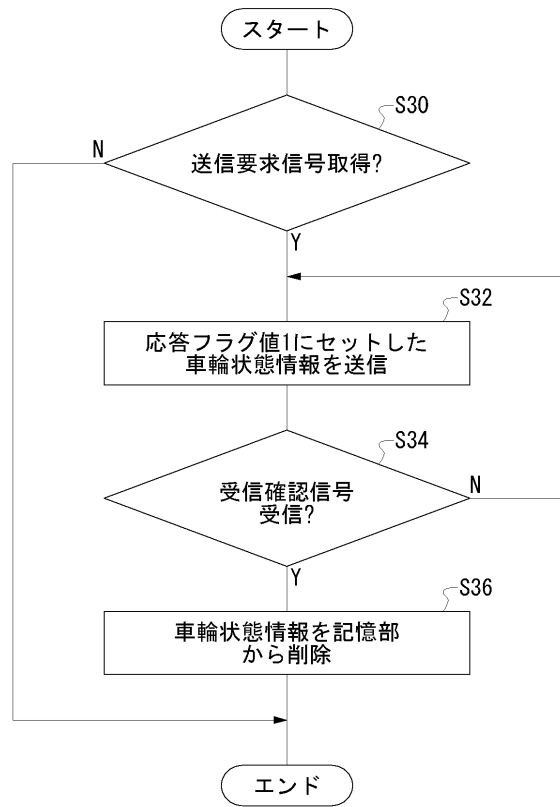 スタート
S30
N
送信要求信号取得?
Y
S32
応答フラグ値1にセットした
車輪状態情報を送信
S34
受信確認信号
受信?
N
Y
S36
車輪状態情報を記憶部
から削除
エンド